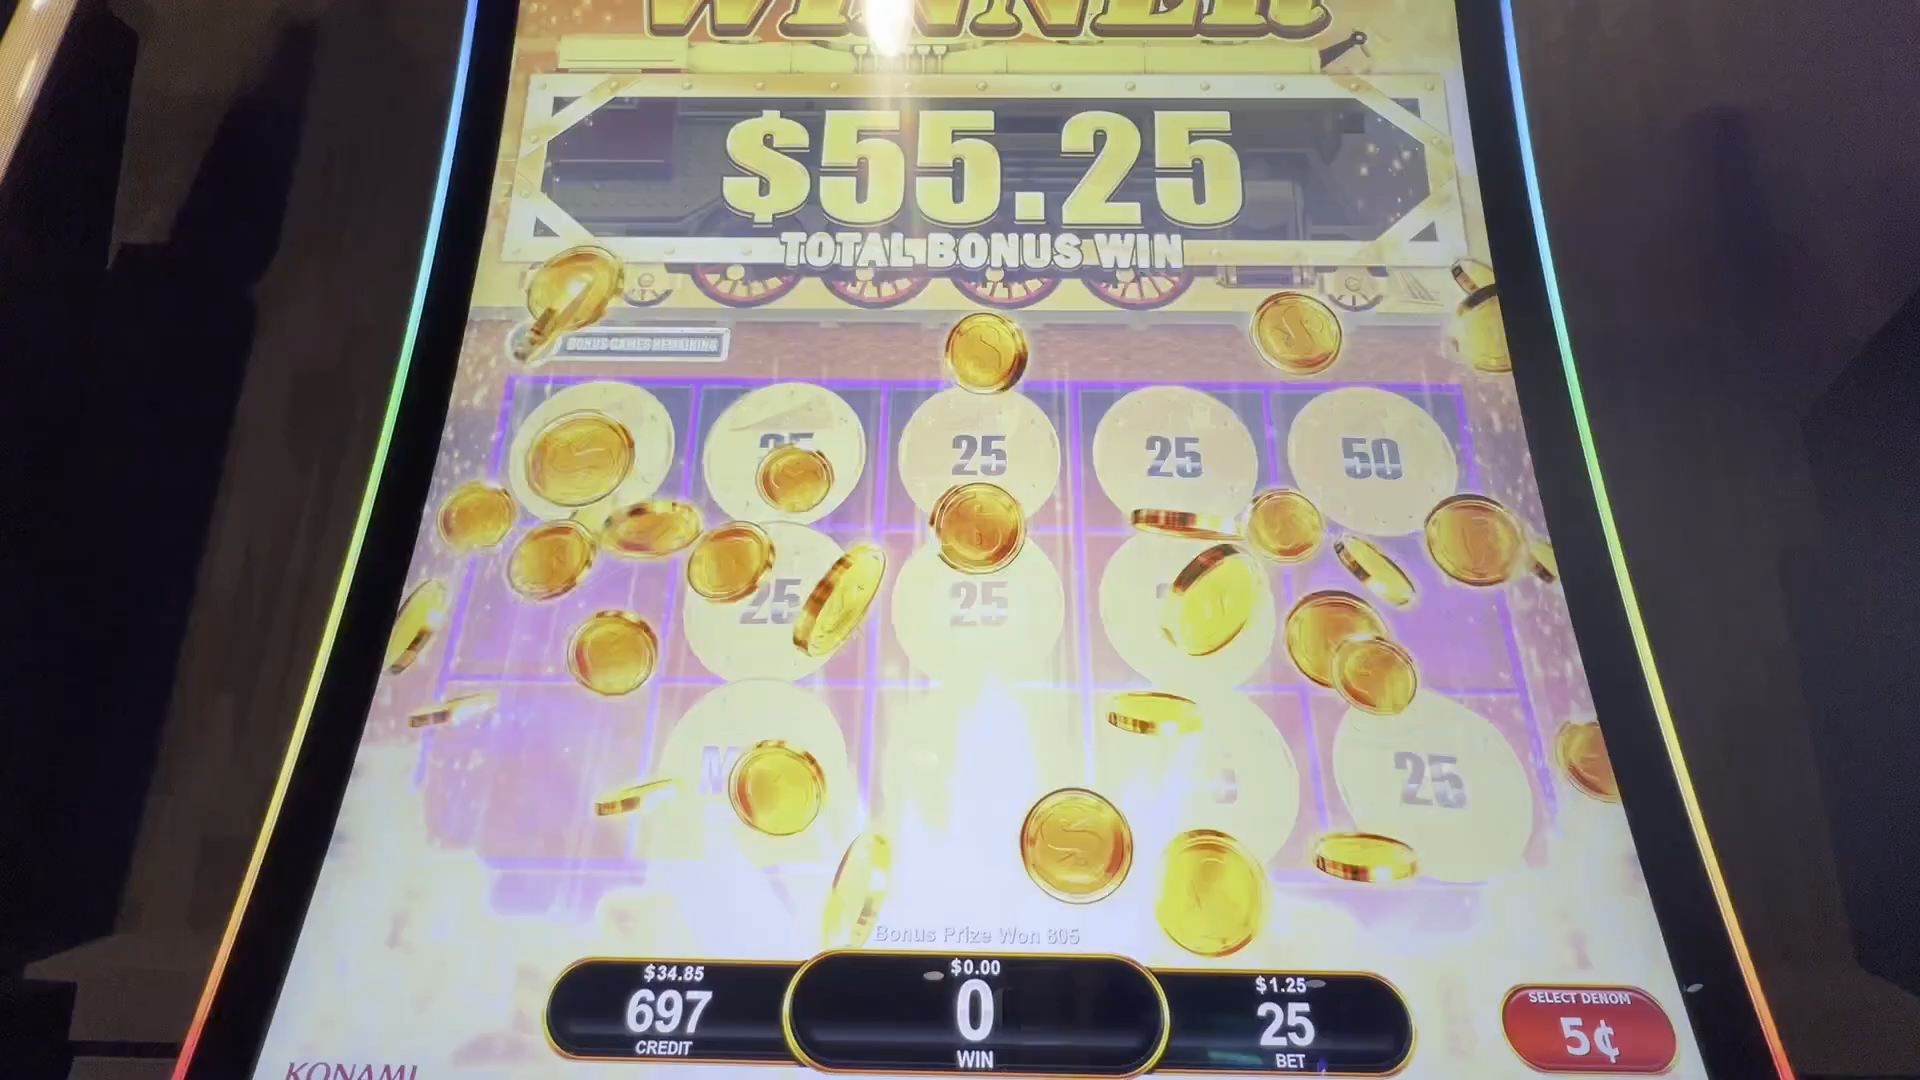 WINNER
$55.25
TOTAL BONUS WIN
BONUS GAMES REMAINING
25 25 25 50
25 25
25
Bonus Prize Won 805
$34.85 $0.00 $1.25
697 0 25
CREDIT WIN BET
SELECT DENOM
5¢
KONAMI